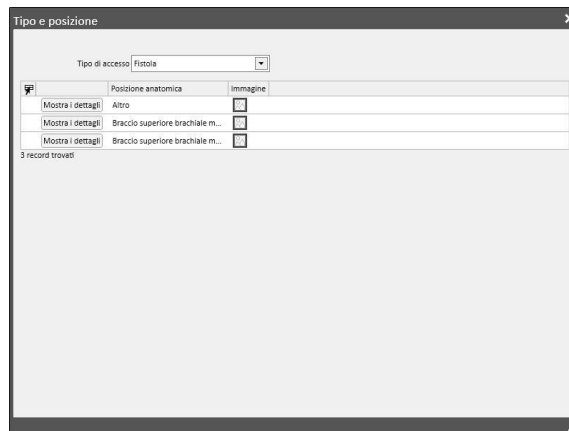 Tipo e posizione
Tipo di accesso Fistola
Posizione anatomica Immagine
Mostra i dettagli Altro
Mostra i dettagli Braccio superiore brachiale m...
Mostra i dettagli Braccio superiore brachiale m...
3 record trovati